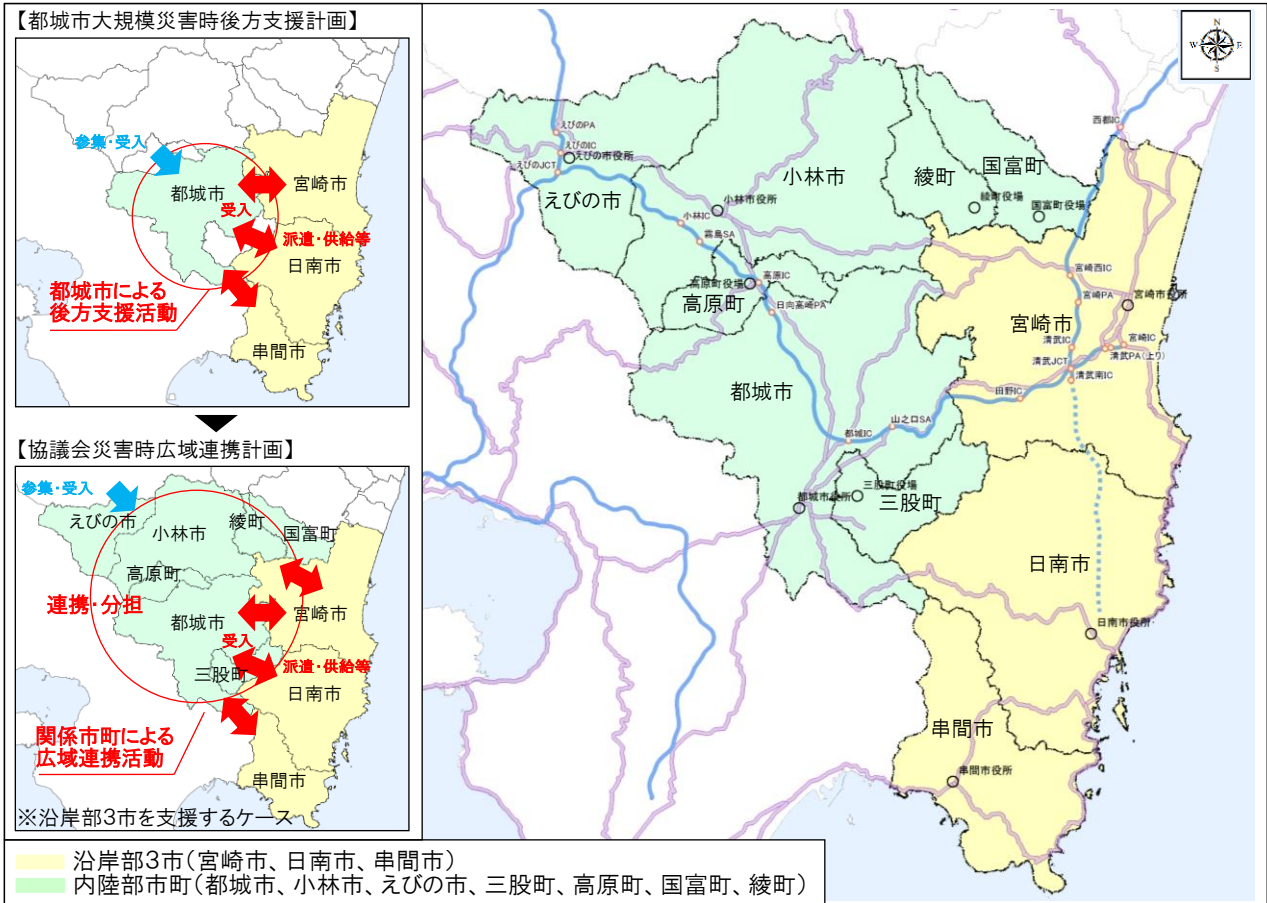 【都城市大規模災害時後方支援計画】
参集・受入
都城市
宮崎市
受入
派遣・供給等
日南市
都城市による
後方支援活動
串間市
【協議会災害時広域連携計画】
参集・受入
えびの市
小林市
綾町
国富町
高原町
連携・分担
都城市
宮崎市
受入
三股町
派遣・供給等
日南市
関係市町による
広域連携活動
串間市
※沿岸部3市を支援するケース
N
W
E
S
西都IC
えびのPA
えびのIC
えびの市役所
えびのJCT
えびの市
小林市
綾町
国富町
綾町役場
国富町役場
小林市役所
小林IC
霧島SA
高原町役場
高原IC
高原町
日向高崎PA
宮崎西IC
宮崎PA
宮崎市役所
宮崎市
清武IC
宮崎IC
清武PA(上り)
清武JCT
清武南IC
田野IC
都城市
山之口SA
都城IC
三股町役場
都城市役所
三股町
日南市
日南市役所
串間市
串間市役所
沿岸部3市(宮崎市、日南市、串間市)
内陸部市町(都城市、小林市、えびの市、三股町、高原町、国富町、綾町)